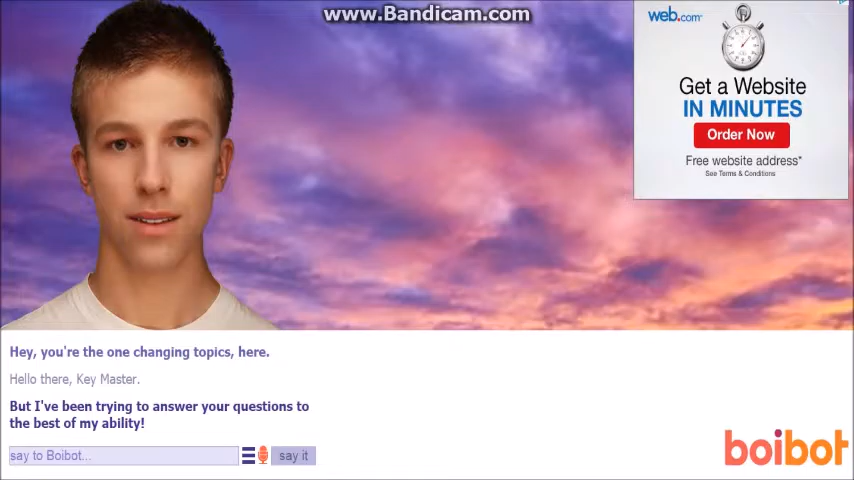 www.Bandicam.com
web.com
Get a Website
IN MINUTES
Order Now
Free website address*
See Terms & Conditions
Hey, you're the one changing topics, here.
Hello there, Key Master.
But I've been trying to answer your questions to
the best of my ability!
say to Boibot...
say it
boibot